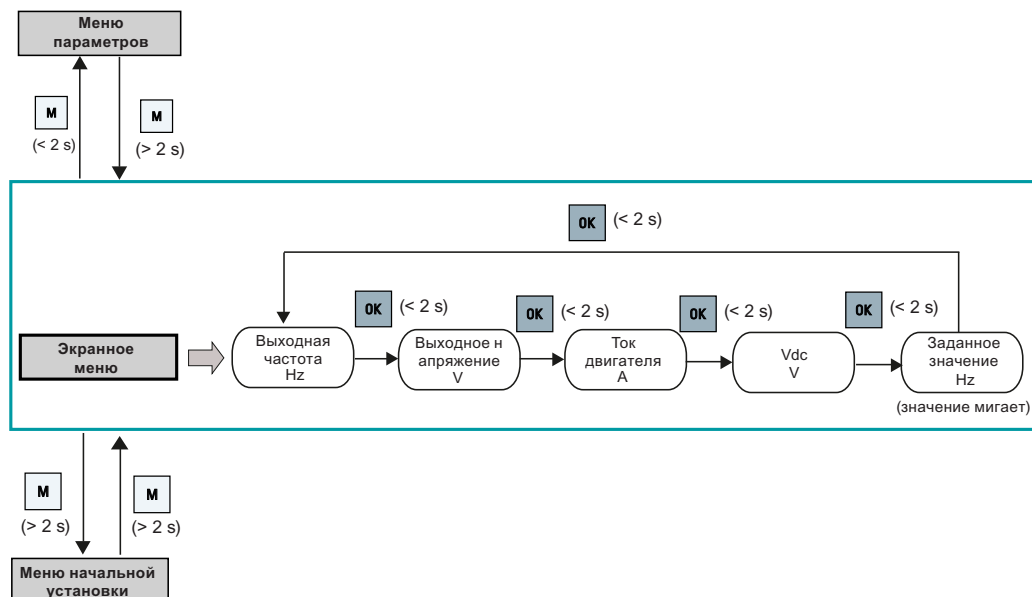 Меню
параметров
M
(< 2 s)
M
(> 2 s)
OK (< 2 s)
OK (< 2 s)
OK (< 2 s)
OK (< 2 s)
OK (< 2 s)
Экранное
меню
Выходная
частота
Hz
Выходное н
апряжение
V
Ток
двигателя
A
Vdc
V
Заданное
значение
Hz
(значение мигает)
M
(> 2 s)
M
(> 2 s)
Меню начальной
установки